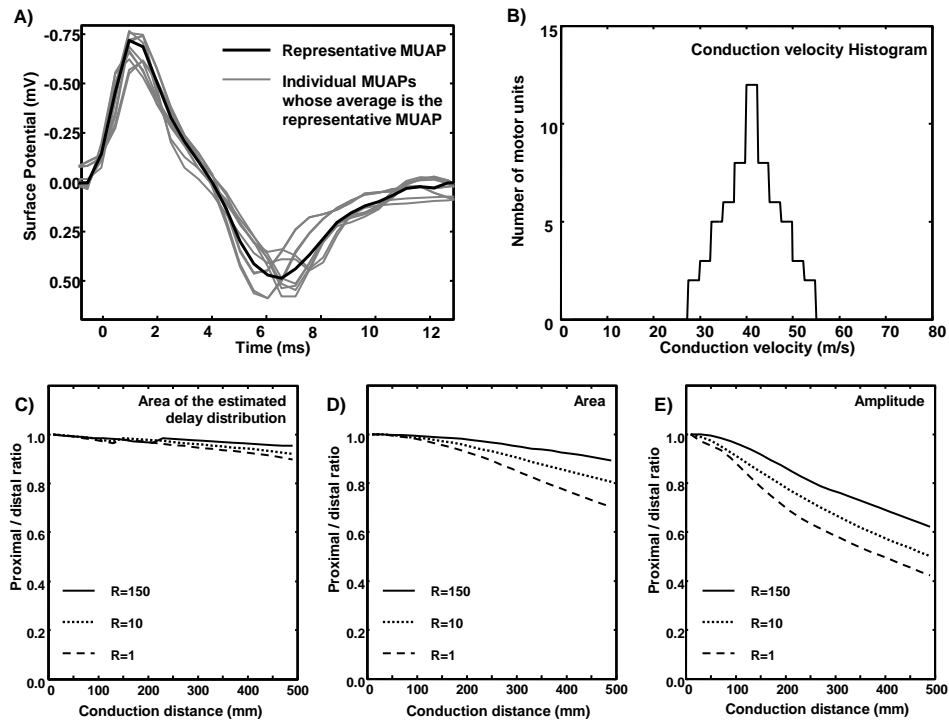 A)
-0.75
-0.50
-0.25
0.00
0.25
0.50
Surface Potential (mV)
Representative MUAP
Individual MUAPs
whose average is the
representative MUAP
0 2 4 6 8 10 12
Time (ms)
B)
15
10
5
0
Number of motor units
Conduction velocity Histogram
0 10 20 30 40 50 60 70 80
Conduction velocity (m/s)
C)
Area of the estimated
delay distribution
1.0
0.8
0.6
0.4
0.2
0.0
Proximal / distal ratio
R=150
R=10
R=1
0 100 200 300 400 500
Conduction distance (mm)
D)
Area
1.0
0.8
0.6
0.4
0.2
0.0
Proximal / distal ratio
R=150
R=10
R=1
0 100 200 300 400 500
Conduction distance (mm)
E)
Amplitude
1.0
0.8
0.6
0.4
0.2
0.0
Proximal / distal ratio
R=150
R=10
R=1
0 100 200 300 400 500
Conduction distance (mm)